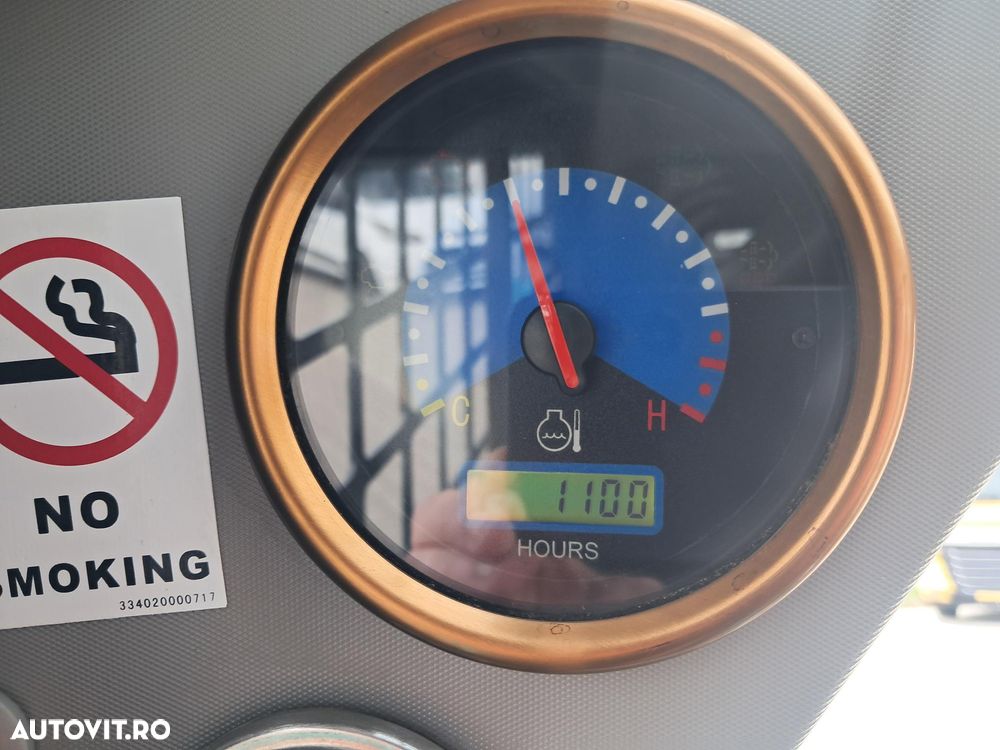 C
H
1100
HOURS
NO
SMOKING
334020000717
AUTOVIT.RO